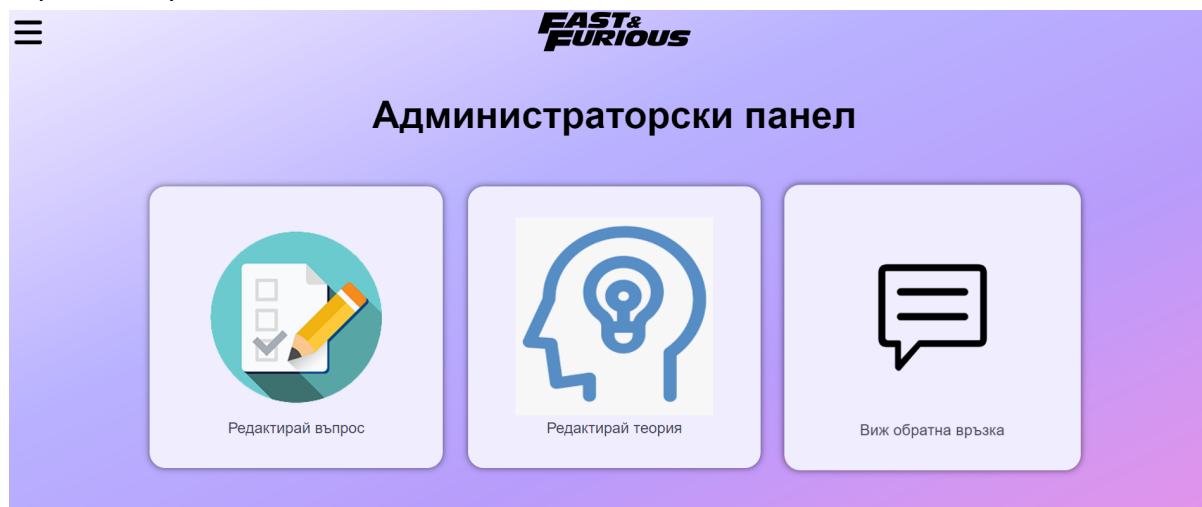 FAST&
FURIOUS
Администраторски панел
Редактирай въпрос
Редактирай теория
Виж обратна връзка